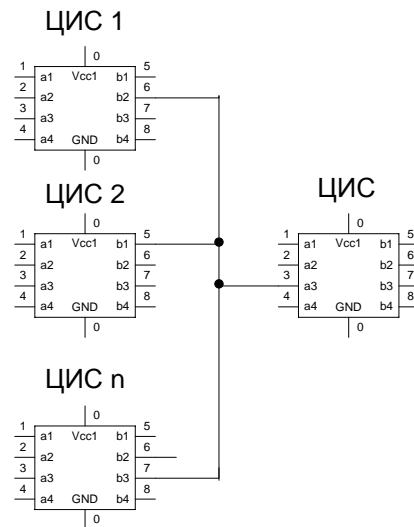 ЦИС 1
0
1 a1 Vcc1 b1 5
2 a2 b2 6
3 a3 b3 7
4 a4 GND b4 8
0
ЦИС 2
0
1 a1 Vcc1 b1 5
2 a2 b2 6
3 a3 b3 7
4 a4 GND b4 8
0
ЦИС
0
1 a1 Vcc1 b1 5
2 a2 b2 6
3 a3 b3 7
4 a4 GND b4 8
0
ЦИС n
0
1 a1 Vcc1 b1 5
2 a2 b2 6
3 a3 b3 7
4 a4 GND b4 8
0